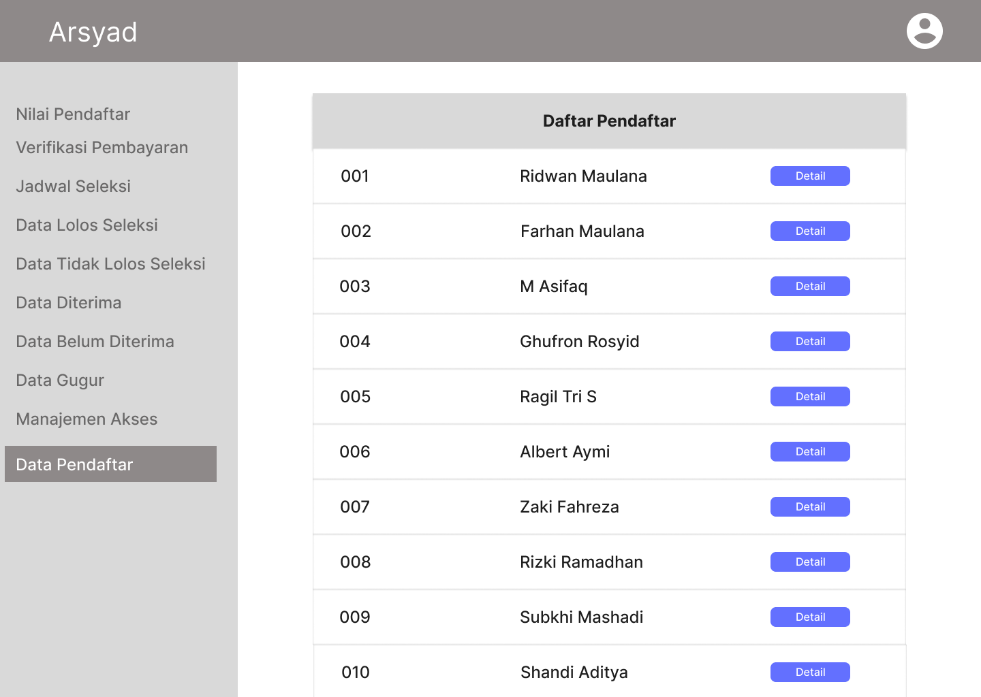 Arsyad
Nilai Pendaftar
Verifikasi Pembayaran
Jadwal Seleksi
Data Lolos Seleksi
Data Tidak Lolos Seleksi
Data Diterima
Data Belum Diterima
Data Gugur
Manajemen Akses
Data Pendaftar
Daftar Pendaftar
001 Ridwan Maulana Detail
002 Farhan Maulana Detail
003 M Asifaq Detail
004 Ghufron Rosyid Detail
005 Ragil Tri S Detail
006 Albert Aymi Detail
007 Zaki Fahreza Detail
008 Rizki Ramadhan Detail
009 Subkhi Mashadi Detail
010 Shandi Aditya Detail